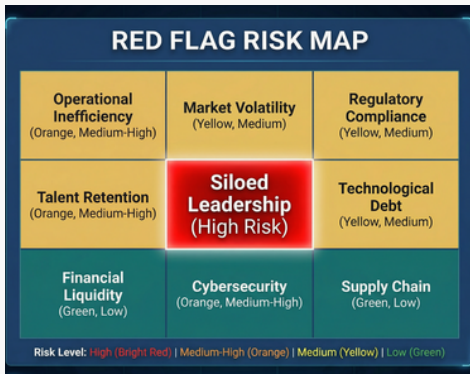 RED FLAG RISK MAP
Operational
Inefficiency
(Orange, Medium-High)
Market Volatility
(Yellow, Medium)
Regulatory
Compliance
(Yellow, Medium)
Talent Retention
(Orange, Medium-High)
Siloed
Leadership
(High Risk)
Technological
Debt
(Yellow, Medium)
Financial
Liquidity
(Green, Low)
Cybersecurity
(Orange, Medium-High)
Supply Chain
(Green, Low)
Risk Level: High (Bright Red) | Medium-High (Orange) | Medium (Yellow) | Low (Green)